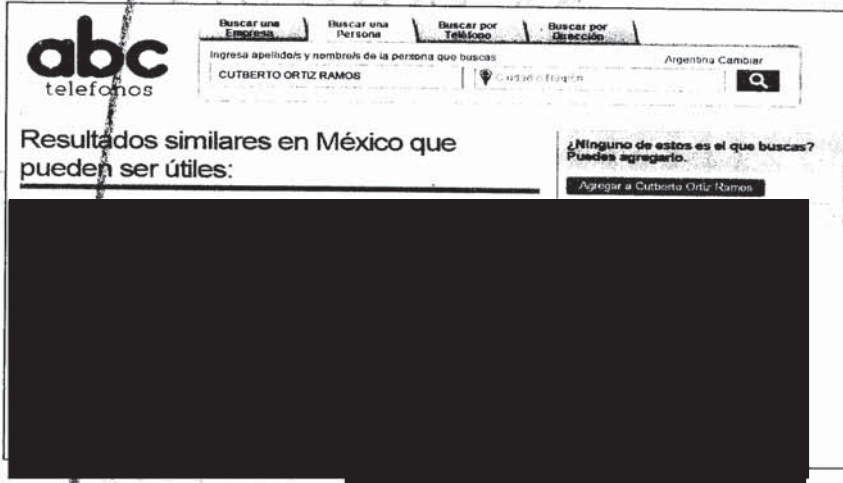 abc
telefonos
Buscar una
Empresa
Buscar una
Persona
Buscar por
Teléfono
Buscar por
Dirección
Ingresa apellido/s y nombre/s de la persona que buscas
Argentina Cambiar
CUTBERTO ORTIZ RAMOS
Ciudad o Región
Resultados similares en México que
pueden ser útiles:
¿Ninguno de estos es el que buscas?
Puedes agregarlo.
Agregar a Cutberto Ortiz Ramos